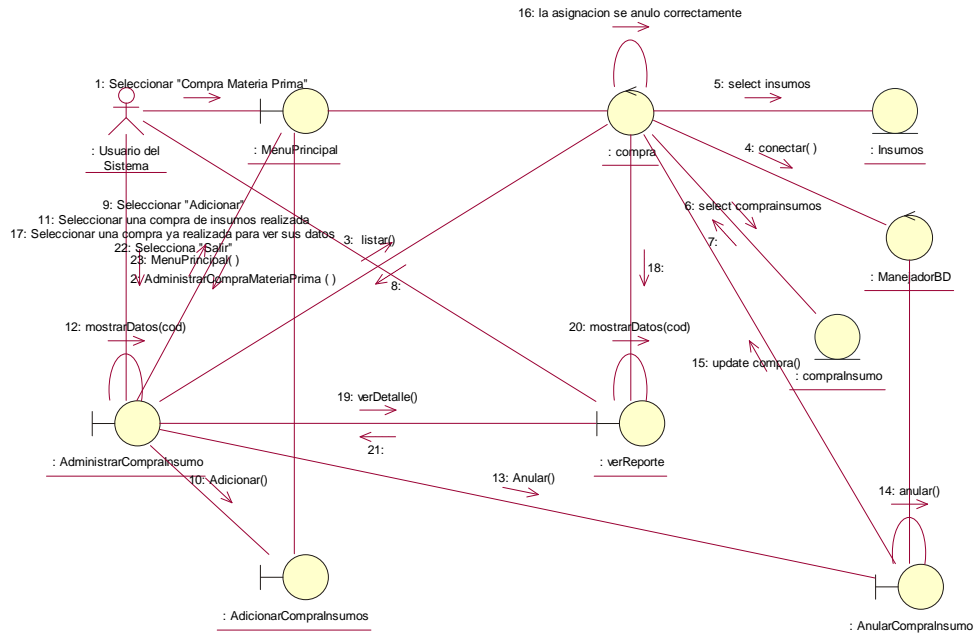 16: la asignacion se anulo correctamente
1: Seleccionar "Compra Materia Prima"
5: select insumos
: Usuario del
Sistema
: MenuPrincipal
: compra
: Insumos
4: conectar( )
9: Seleccionar "Adicionar"
11: Seleccionar una compra de insumos realizada
17: Seleccionar una compra ya realizada para ver sus datos
22: Selecciona "Salir"
23: MenuPrincipal( )
2: AdministrarCompraMateriaPrima ( )
3: listar()
8:
6: select comprainsumos
7:
18:
: ManejadorBD
12: mostrarDatos(cod)
20: mostrarDatos(cod)
15: update compra()
: compraInsumo
19: verDetalle()
21:
: AdministrarCompraInsumo
: verReporte
10: Adicionar()
13: Anular()
14: anular()
: AdicionarCompraInsumos
: AnularCompraInsumo